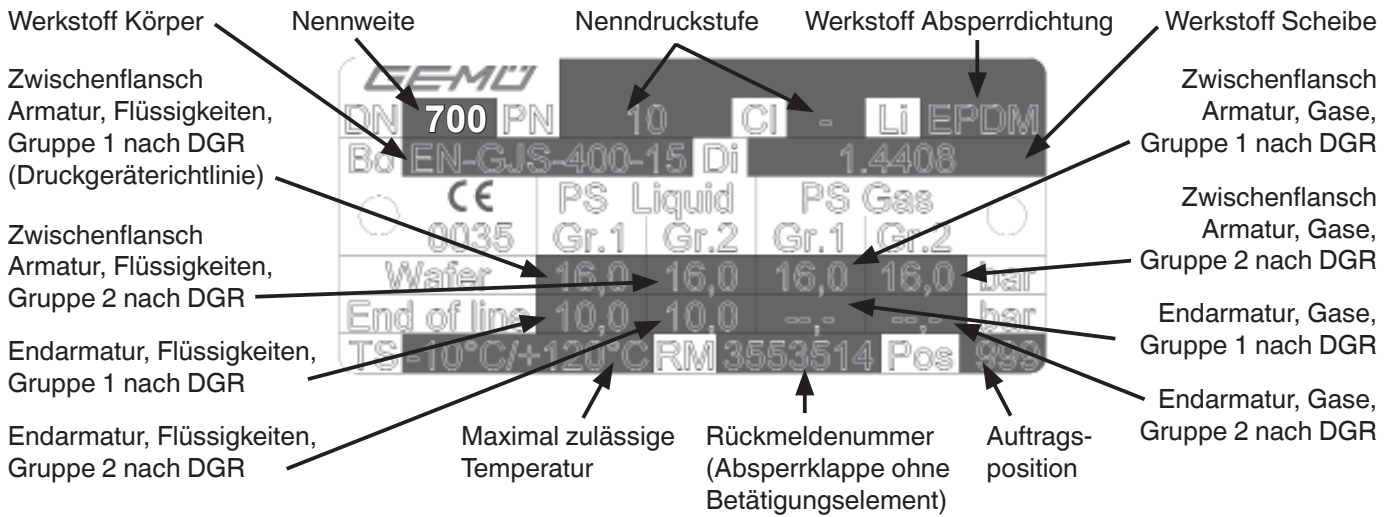 Werkstoff Körper
Nennweite
Nenndruckstufe
Werkstoff Absperrdichtung
Werkstoff Scheibe
Zwischenflansch
Armatur, Flüssigkeiten,
Gruppe 1 nach DGR
(Druckgeräterichtlinie)
Zwischenflansch
Armatur, Flüssigkeiten,
Gruppe 2 nach DGR
Endarmatur, Flüssigkeiten,
Gruppe 1 nach DGR
Endarmatur, Flüssigkeiten,
Gruppe 2 nach DGR
GEMÜ
DN 700 PN 10 Cl - Li EPDM
Bo EN-GJS-400-15 Di 1.4408
CE PS Liquid PS Gas
0035 Gr.1 Gr.2 Gr.1 Gr.2
Wafer 16,0 16,0 16,0 16,0 bar
End of line 10,0 10,0 --,- --,- bar
TS -10°C/+120°C RM 3553514 Pos 999
Zwischenflansch
Armatur, Gase,
Gruppe 1 nach DGR
Zwischenflansch
Armatur, Gase,
Gruppe 2 nach DGR
Endarmatur, Gase,
Gruppe 1 nach DGR
Endarmatur, Gase,
Gruppe 2 nach DGR
Maximal zulässige
Temperatur
Rückmeldenummer
(Absperrklappe ohne
Betätigungselement)
Auftrags-
position